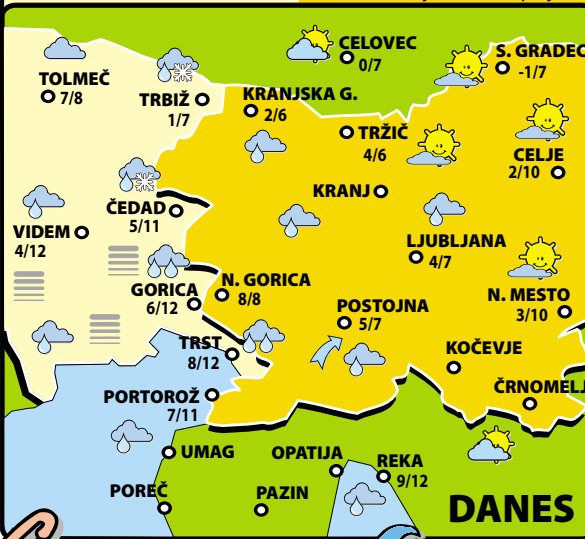 CELOVEC
0/7
S. GRADEC
-1/7
TOLMEČ
7/8
TRBIŽ
1/7
KRANJSKA G.
2/6
TRŽIČ
4/6
CELJE
2/10
KRANJ
ČEDAD
5/11
VIDEM
4/12
LJUBLJANA
4/7
GORICA
6/12
N. GORICA
8/8
N. MESTO
3/10
POSTOJNA
5/7
TRST
8/12
KOČEVJE
PORTOROŽ
7/11
ČRNOMELJ
UMAG
OPATIJA
REKA
9/12
POREČ
PAZIN
DANES